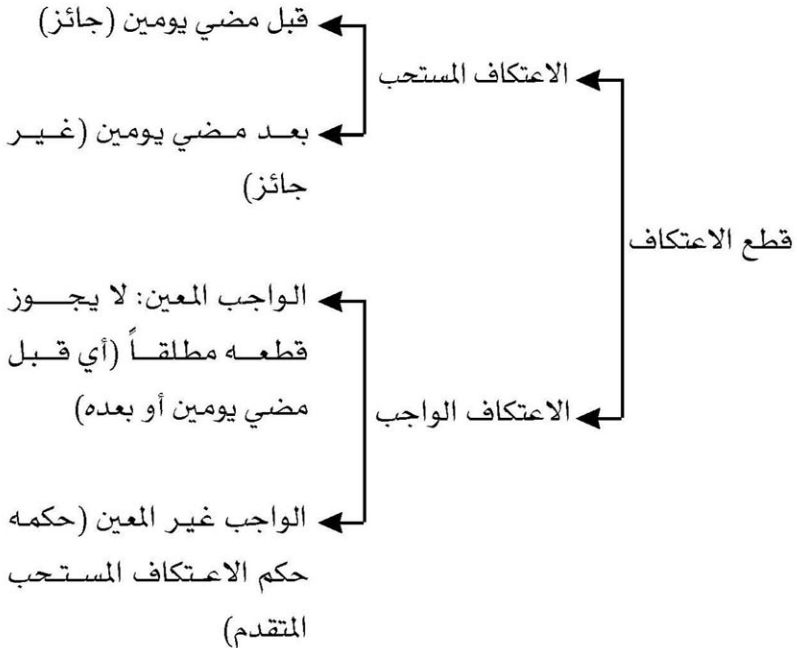 قطع الاعتكاف
الاعتكاف المستحب
قبل مضي يومين (جائز)
بعد مضي يومين (غير
جائز)
الاعتكاف الواجب
الواجب المعين: لا يجوز
قطعه مطلقاً (أي قبل
مضي يومين أو بعده)
الواجب غير المعين (حكمه
حكم الاعتكاف المستحب
المتقدم)